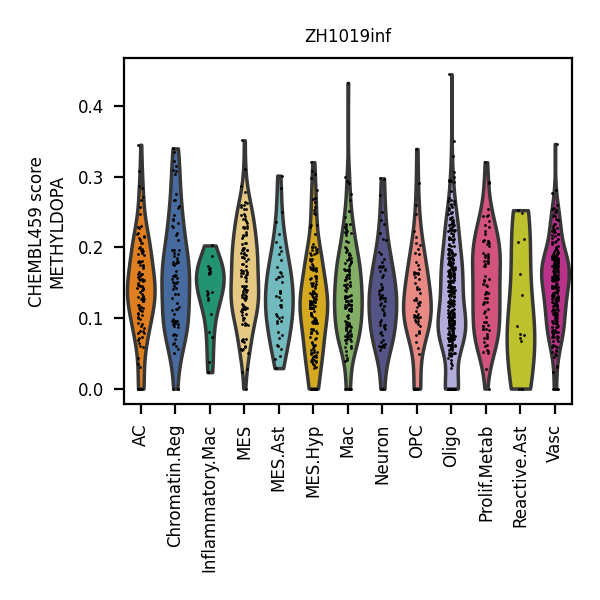 ZH1019inf
CHEMBL459 score
METHYLDOPA
0.4
0.3
0.2
0.1
0.0
AC
Chromatin.Reg
Inflammatory.Mac
MES
MES.Ast
MES.Hyp
Mac
Neuron
OPC
Oligo
Prolif.Metab
Reactive.Ast
Vasc